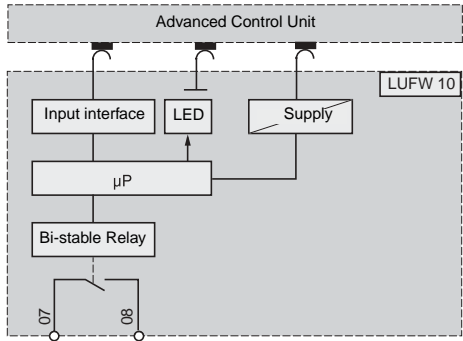 Advanced Control Unit
LUFW 10
Input interface
LED
Supply
µP
Bi-stable Relay
07
08